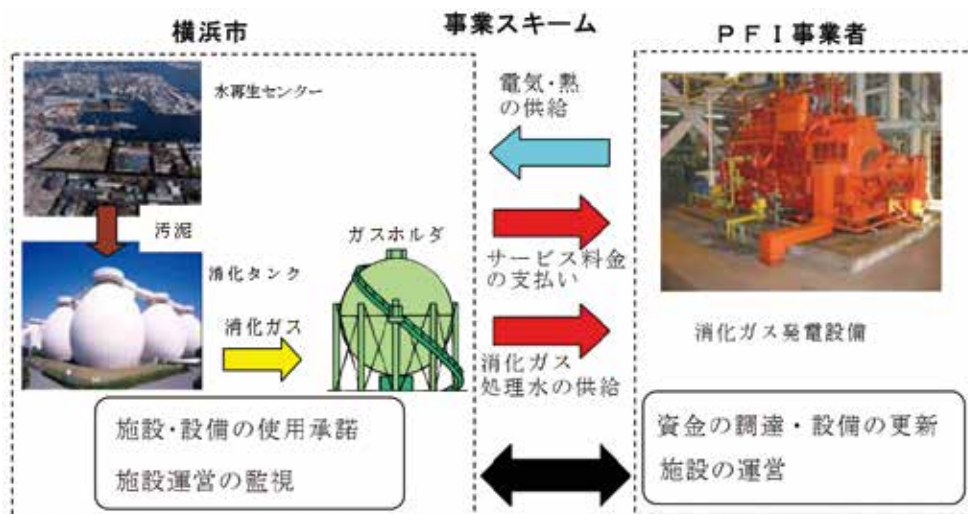 事業スキーム
横浜市
PFI事業者
水再生センター
汚泥
消化タンク
消化ガス
ガスホルダ
電気・熱
の供給
サービス料金
の支払い
消化ガス
処理水の供給
消化ガス発電設備
施設・設備の使用承諾
施設運営の監視
資金の調達・設備の更新
施設の運営